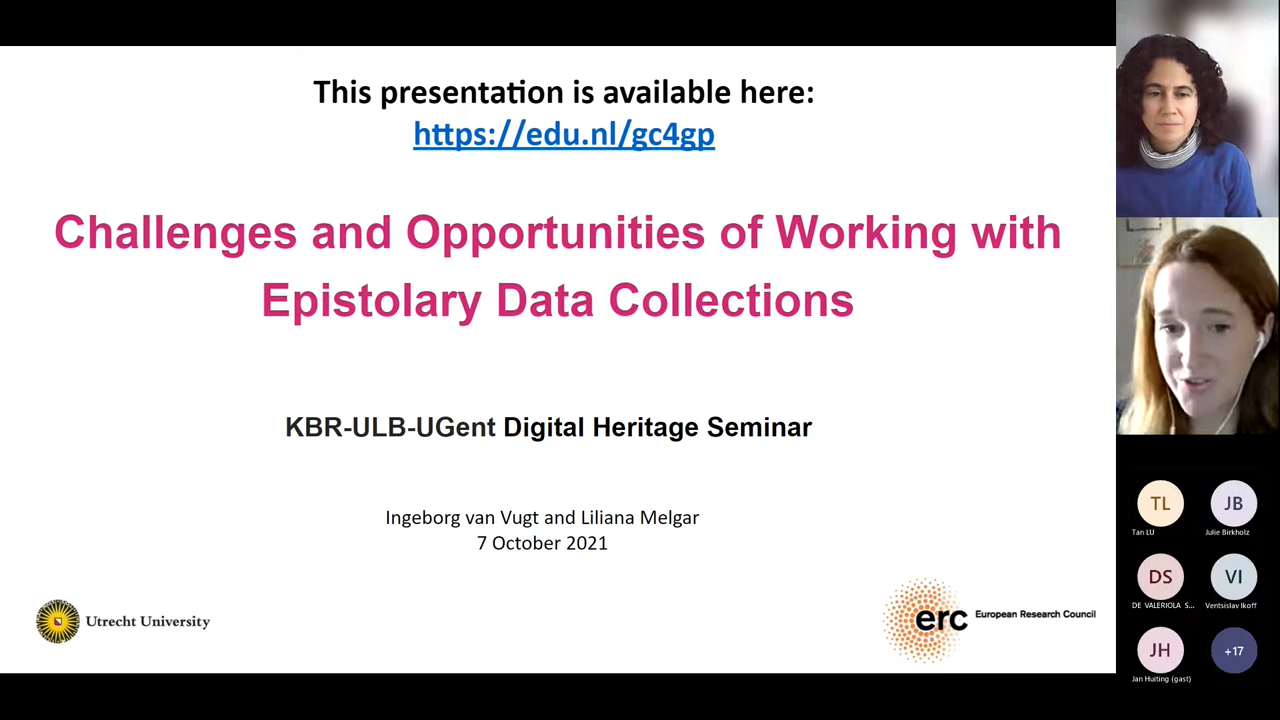 This presentation is available here:
https://edu.nl/gc4gp
Challenges and Opportunities of Working with
Epistolary Data Collections
KBR-ULB-UGent Digital Heritage Seminar
Ingeborg van Vugt and Liliana Melgar
7 October 2021
Utrecht University
erc
European Research Council
TL
JB
Tan LU
Julie Birkholz
DS
VI
DE VALERIOLA S...
Ventsislav Ikoff
JH
+17
Jan Huiting (gast)